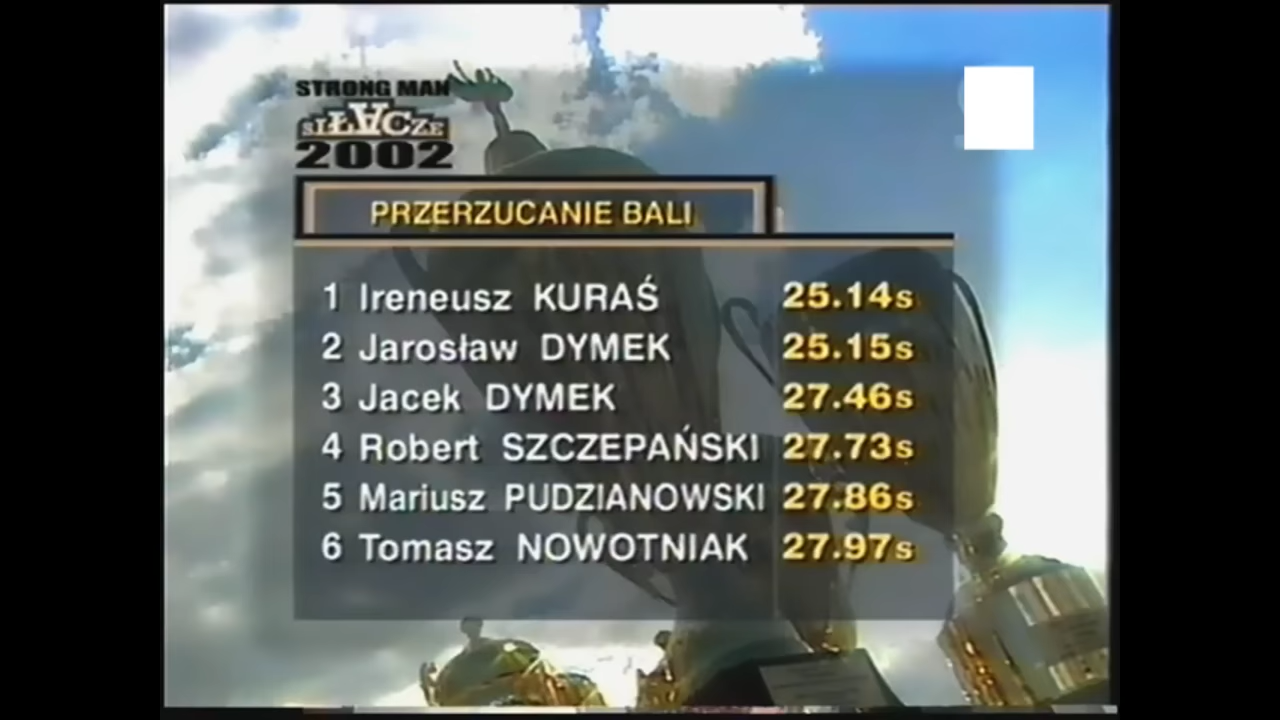 STRONG MAN
SIŁACZE
2002
PRZERZUCANIE BALI
1 Ireneusz KURAŚ 25.14s
2 Jarosław DYMEK 25.15s
3 Jacek DYMEK 27.46s
4 Robert SZCZEPAŃSKI 27.73s
5 Mariusz PUDZIANOWSKI 27.86s
6 Tomasz NOWOTNIAK 27.97s